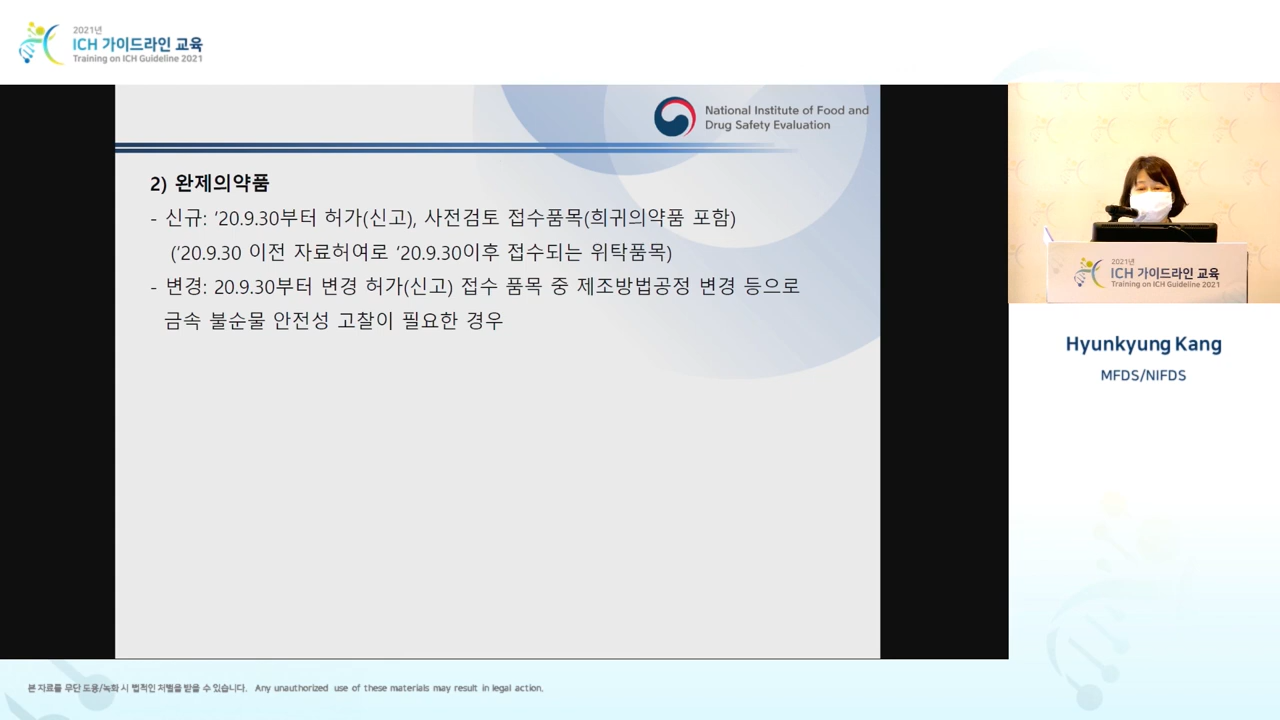 2021년
ICH 가이드라인 교육
Training on ICH Guideline 2021
National Institute of Food and
Drug Safety Evaluation
2) 완제의약품
- 신규: ’20.9.30부터 허가(신고), 사전검토 접수품목(희귀의약품 포함)
(’20.9.30 이전 자료허여로 ‘20.9.30이후 접수되는 위탁품목)
- 변경: 20.9.30부터 변경 허가(신고) 접수 품목 중 제조방법공정 변경 등으로
금속 불순물 안전성 고찰이 필요한 경우
2021년
ICH 가이드라인 교육
Training on ICH Guideline 2021
Hyunkyung Kang
MFDS/NIFDS
본 자료를 무단 도용/녹화 시 법적인 처벌을 받을 수 있습니다. Any unauthorized use of these materials may result in legal action.